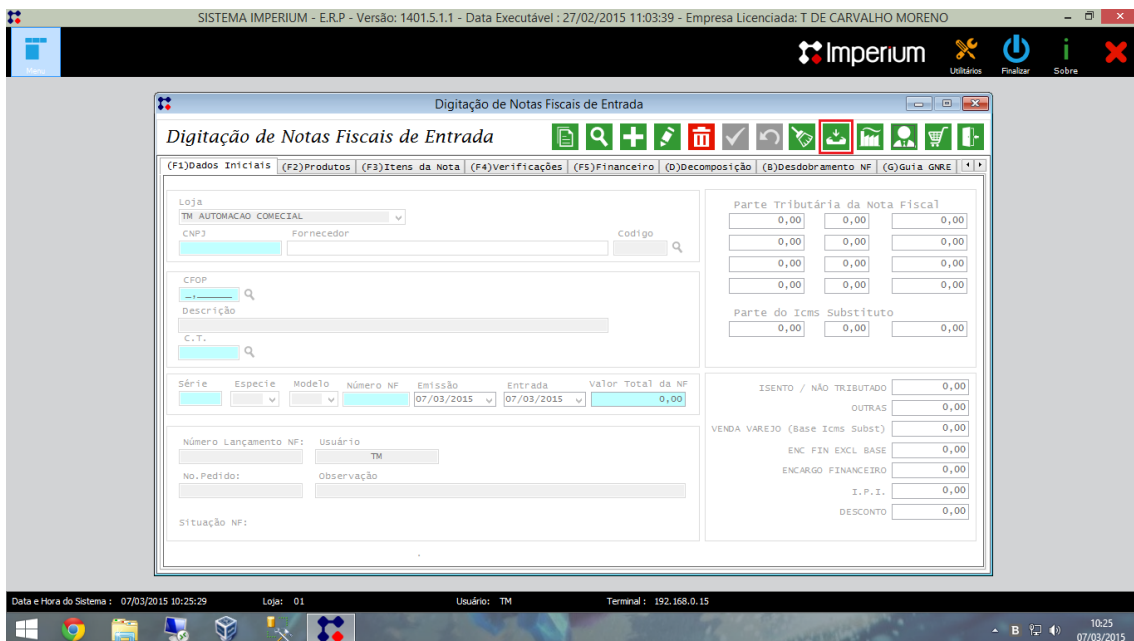 SISTEMA IMPERIUM - E.R.P - Versão: 1401.5.1.1 - Data Executável : 27/02/2015 11:03:39 - Empresa Licenciada: T DE CARVALHO MORENO
Menu
Imperium
Utilitários
Finalizar
Sobre
Digitação de Notas Fiscais de Entrada
Digitação de Notas Fiscais de Entrada
(F1)Dados Iniciais (F2)Produtos (F3)Itens da Nota (F4)Verificações (F5)Financeiro (D)Decomposição (B)Desdobramento NF (G)Guia GNRE
Loja
TM AUTOMACAO COMECIAL
CNPJ Fornecedor Codigo
CFOP
_.______
Descrição
C.T.
Série Especie Modelo Número NF Emissão Entrada Valor Total da NF
07/03/2015 07/03/2015 0,00
Número Lançamento NF: Usuário
TM
No.Pedido: Observação
Situação NF:
Parte Tributária da Nota Fiscal
0,00 0,00 0,00
0,00 0,00 0,00
0,00 0,00 0,00
0,00 0,00 0,00
Parte do Icms Substituto
0,00 0,00 0,00
ISENTO / NÃO TRIBUTADO 0,00
OUTRAS 0,00
VENDA VAREJO (Base Icms Subst) 0,00
ENC FIN EXCL BASE 0,00
ENCARGO FINANCEIRO 0,00
I.P.I. 0,00
DESCONTO 0,00
Data e Hora do Sistema : 07/03/2015 10:25:29 Loja: 01 Usuário: TM Terminal : 192.168.0.15
B
10:25
07/03/2015